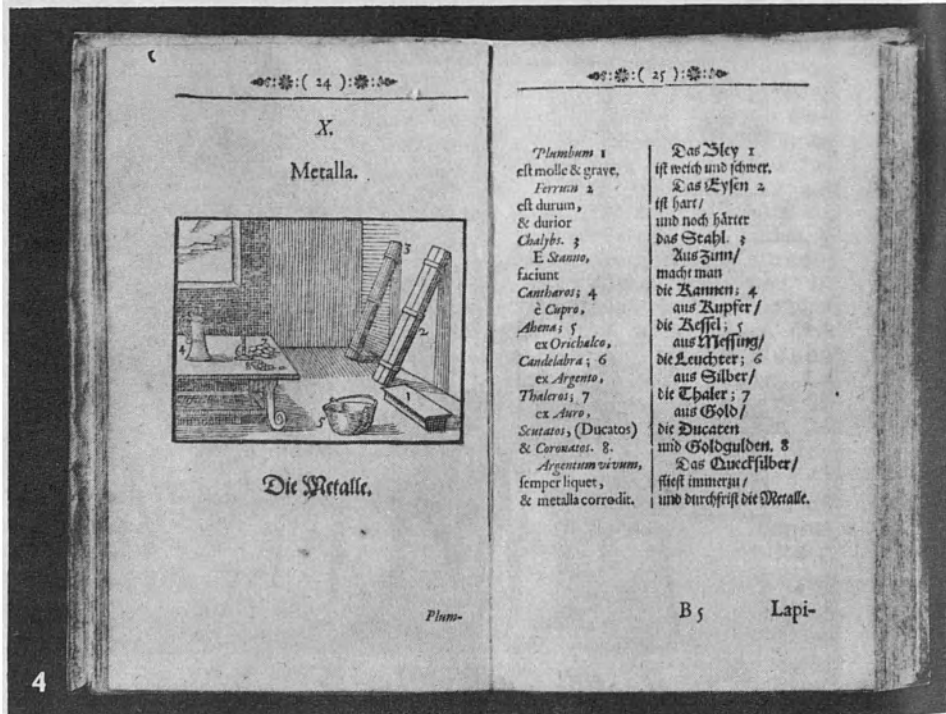 ( 24 )
X.
Metalla.
3
2
4
1
5
Die Metalle.
Plum-
( 25 )
Plumbum 1
est molle & grave,
Ferrum 2
est durum,
& durior
Chalybs. 3
E Stanno,
faciunt
Cantharos; 4
è Cupro,
Ahena; 5
ex Orichalco,
Candelabra; 6
ex Argento,
Thaleros; 7
ex Auro,
Scutatos, (Ducatos)
& Coronatos. 8.
Argentum vivum,
semper liquet,
& metalla corrodit.
Das Bley 1
ist weich und schwer.
Das Eysen 2
ist hart/
und noch härter
das Stahl. 3
Aus Zinn/
macht man
die Kannen; 4
aus Kupfer/
die Kessel; 5
aus Messing/
die Leuchter; 6
aus Silber/
die Thaler; 7
aus Gold/
die Ducaten
und Goldgulden. 8
Das Quecksilber/
fliest immerzu/
und durchfrist die Metalle.
B 5 Lapi-
4